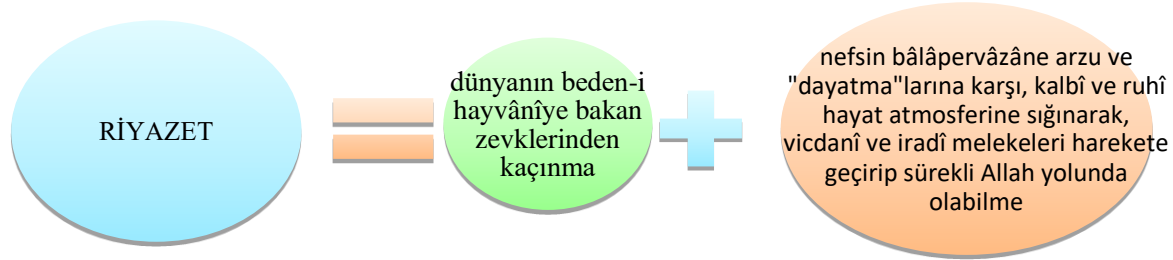 RİYAZET
dünyanın beden-i
hayvânîye bakan
zevklerinden
kaçınma
nefsin bâlâpervâzâne arzu ve
"dayatma"larına karşı, kalbî ve ruhî
hayat atmosferine sığınarak,
vicdanî ve iradî melekeleri harekete
geçirip sürekli Allah yolunda
olabilme